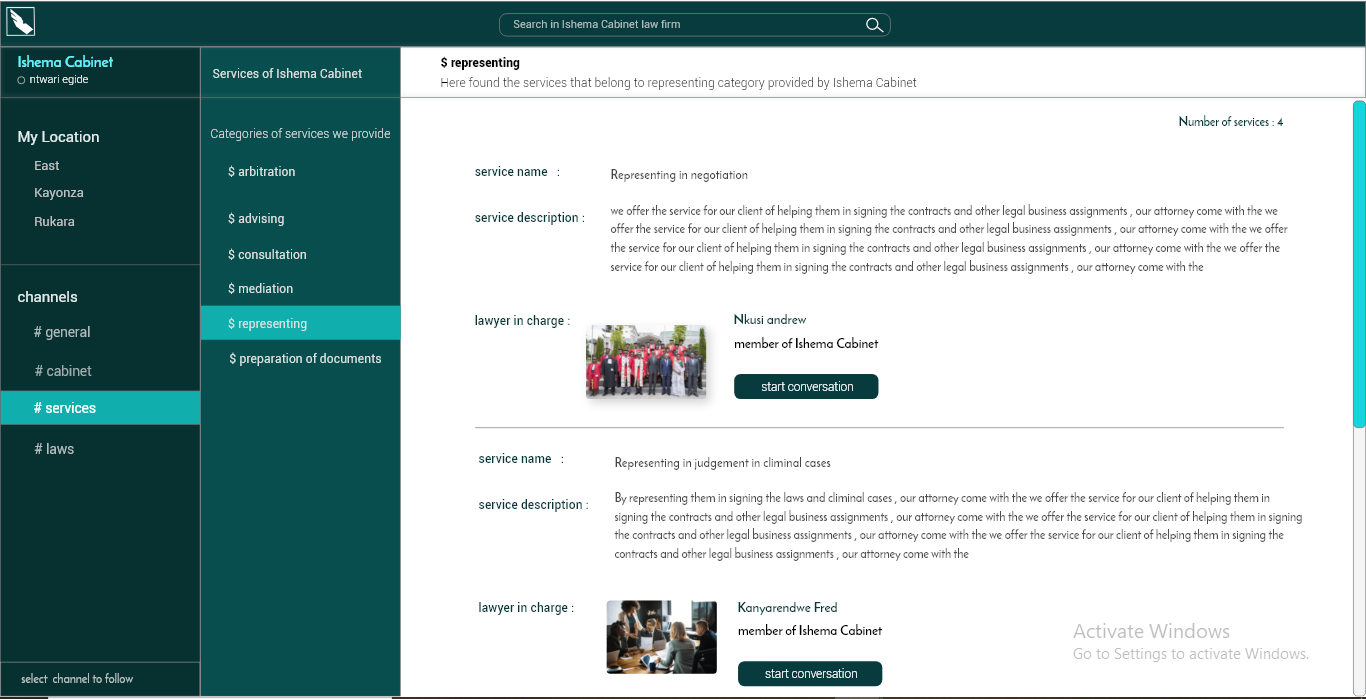 Search in Ishema Cabinet law firm
Ishema Cabinet
ntwari egide
My Location
East
Kayonza
Rukara
channels
# general
# cabinet
# services
# laws
select channel to follow
Services of Ishema Cabinet
Categories of services we provide
$ arbitration
$ advising
$ consultation
$ mediation
$ representing
$ preparation of documents
$ representing
Here found the services that belong to representing category provided by Ishema Cabinet
Number of services : 4
service name :
Representing in negotiation
service description :
we offer the service for our client of helping them in signing the contracts and other legal business assignments , our attorney come with the we
offer the service for our client of helping them in signing the contracts and other legal business assignments , our attorney come with the we offer
the service for our client of helping them in signing the contracts and other legal business assignments , our attorney come with the we offer the
service for our client of helping them in signing the contracts and other legal business assignments , our attorney come with the
lawyer in charge :
Nkusi andrew
member of Ishema Cabinet
start conversation
service name :
Representing in judgement in climinal cases
service description :
By representing them in signing the laws and climinal cases , our attorney come with the we offer the service for our client of helping them in
signing the contracts and other legal business assignments , our attorney come with the we offer the service for our client of helping them in signing
the contracts and other legal business assignments , our attorney come with the we offer the service for our client of helping them in signing the
contracts and other legal business assignments , our attorney come with the
lawyer in charge :
Kanyarendwe Fred
member of Ishema Cabinet
start conversation
Activate Windows
Go to Settings to activate Windows.